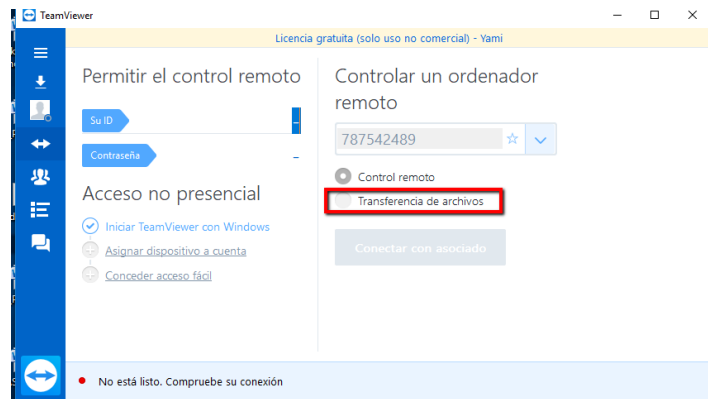 TeamViewer
Licencia gratuita (solo uso no comercial) - Yami
Permitir el control remoto
Su ID
-
Contraseña
-
Acceso no presencial
Iniciar TeamViewer con Windows
Asignar dispositivo a cuenta
Conceder acceso fácil
Controlar un ordenador
remoto
787542489
Control remoto
Transferencia de archivos
Conectar con asociado
No está listo. Compruebe su conexión